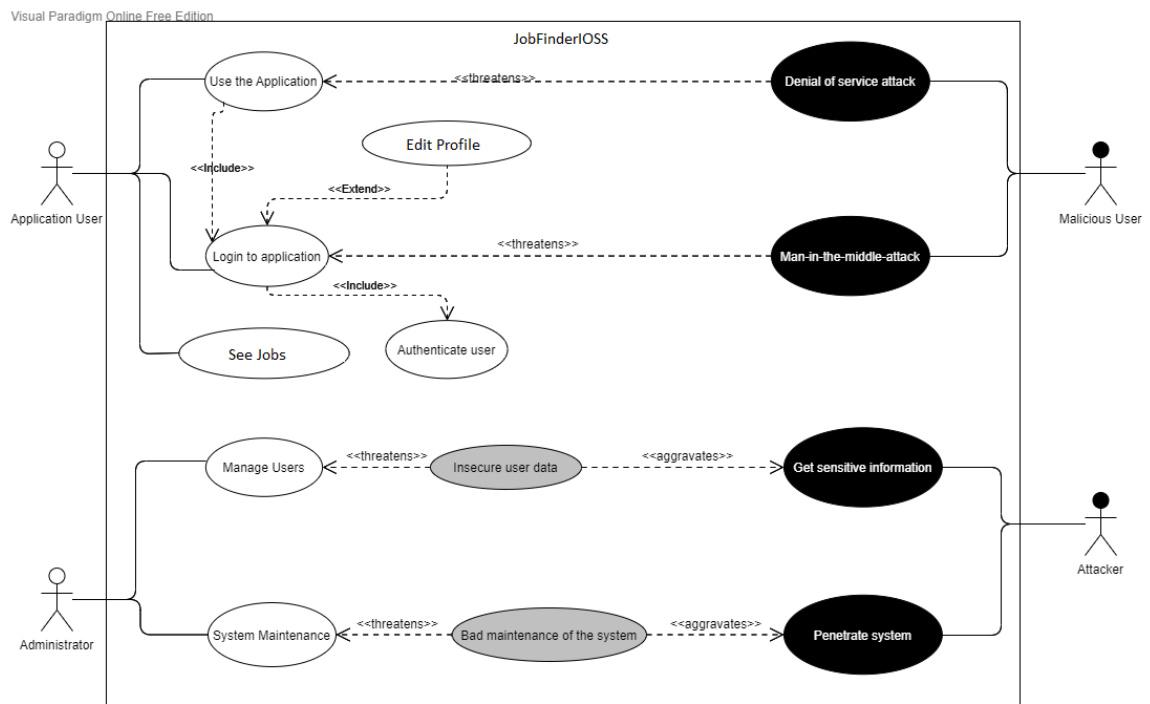 Visual Paradigm Online Free Edition
JobFinderIOSS
Use the Application
<<threatens>>
Denial of service attack
Edit Profile
<<Include>>
<<Extend>>
Application User
Malicious User
Login to application
<<threatens>>
Man-in-the-middle-attack
<<Include>>
See Jobs
Authenticate user
Manage Users
<<threatens>>
Insecure user data
<<aggravates>>
Get sensitive information
Attacker
Administrator
System Maintenance
<<threatens>>
Bad maintenance of the system
<<aggravates>>
Penetrate system